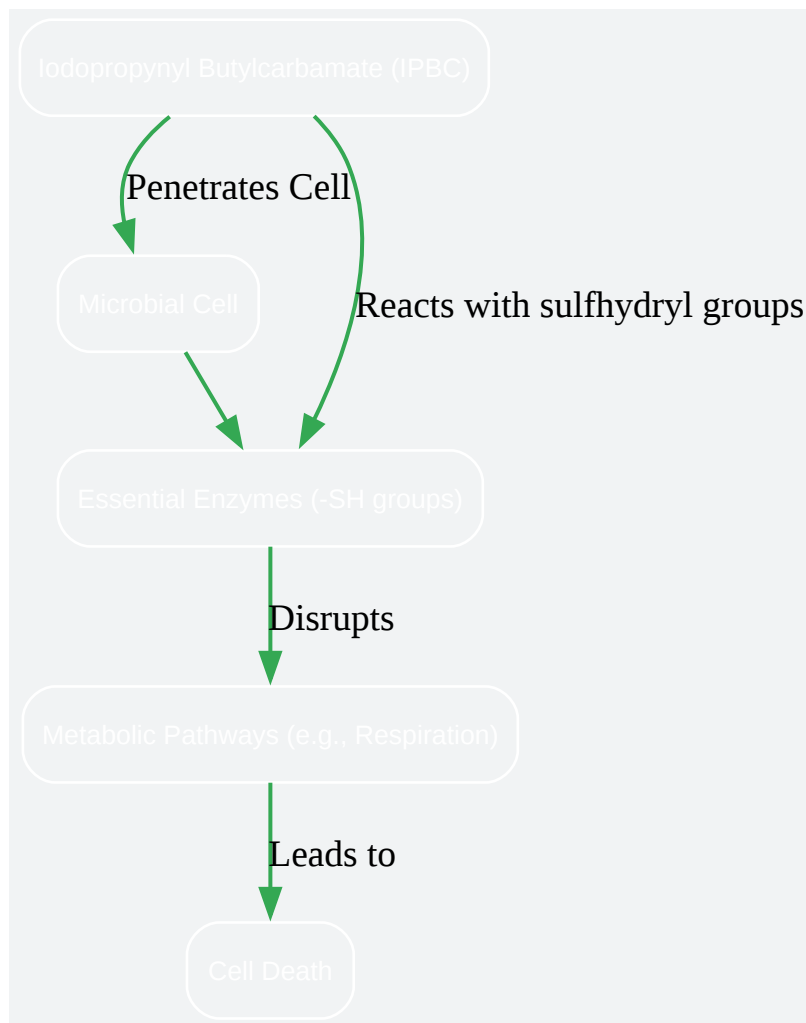 Iodopropynyl Butylcarbamate (IPBC)
Penetrates Cell
Microbial Cell
Reacts with sulfhydryl groups
Essential Enzymes (-SH groups)
Disrupts
Metabolic Pathways (e.g., Respiration)
Leads to
Cell Death